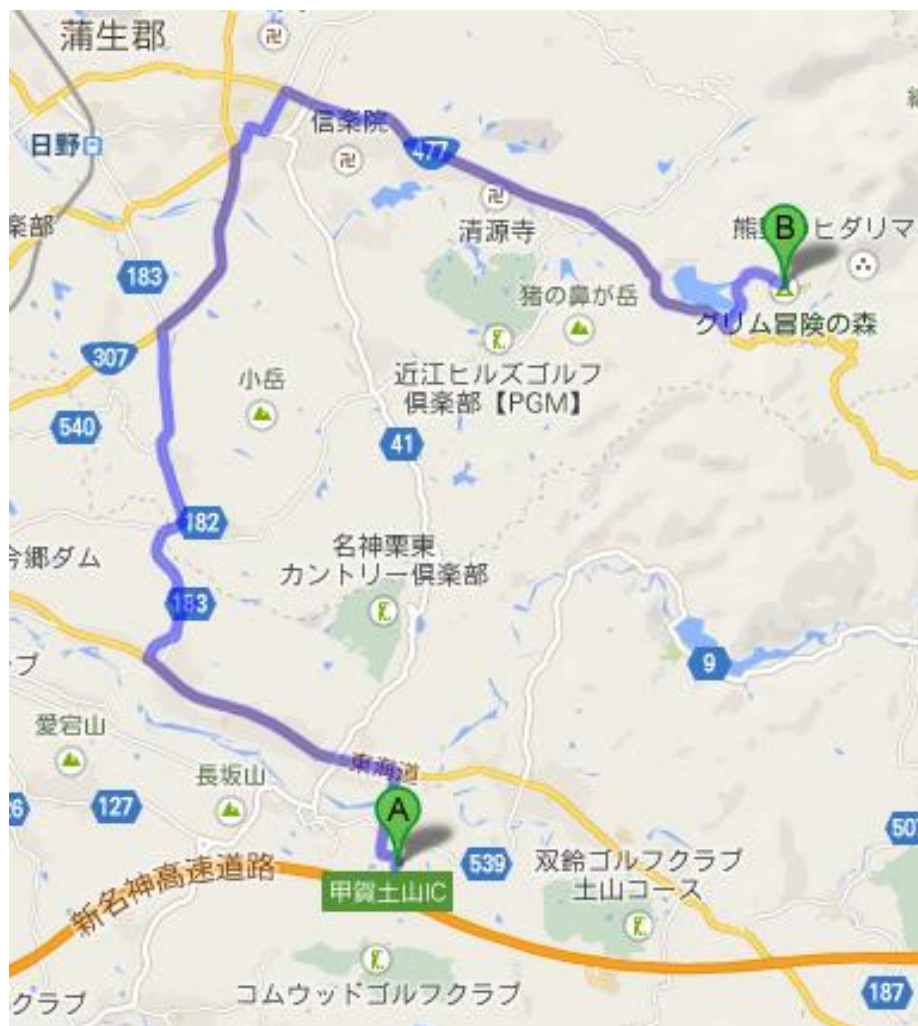 蒲生郡
信楽院
日野
477
楽部
清源寺
B
ヒダリマ
183
猪の鼻が岳
グリム冒険の森
307
小岳
近江ヒルズゴルフ
倶楽部【PGM】
540
41
182
名神栗東
カントリー倶楽部
今郷ダム
183
9
プ
愛宕山
東海道
長坂山
127
A
539
双鈴ゴルフクラブ
土山コース
507
新名神高速道路
甲賀土山IC
コムウッドゴルフクラブ
187
クラブ